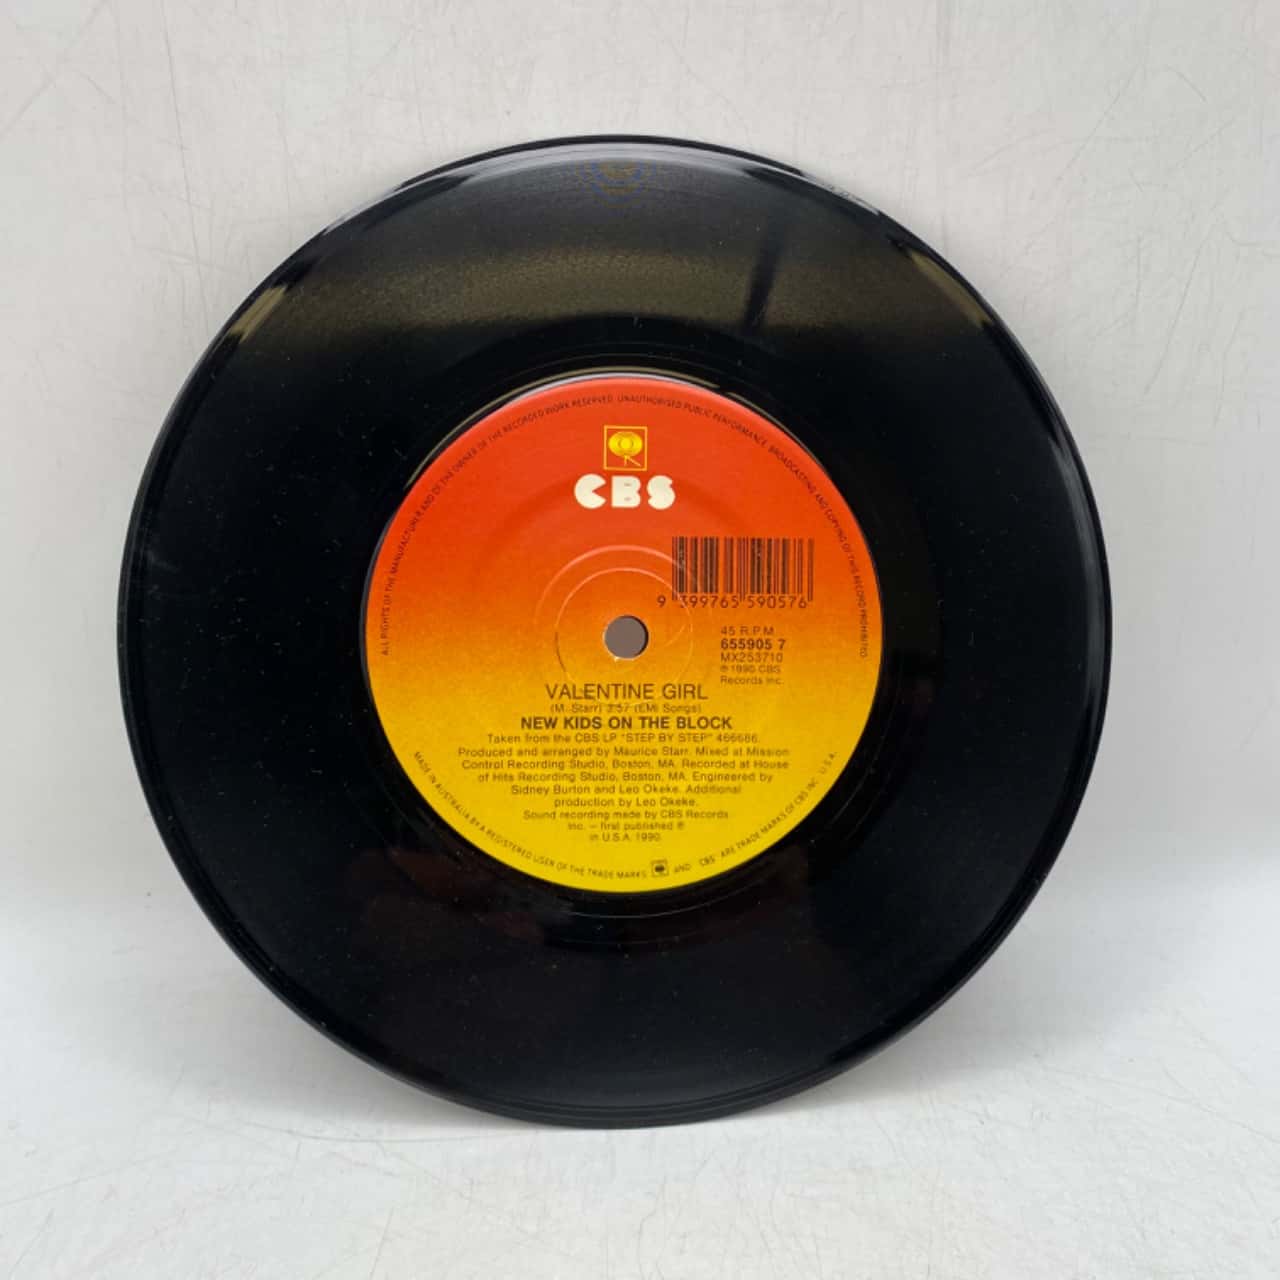 ALL RIGHTS OF THE MANUFACTURER AND OF THE OWNER OF THE RECORDED WORK RESERVED. UNAUTHORISED PUBLIC PERFORMANCE, BROADCASTING AND COPYING OF THIS RECORD PROHIBITED
CBS
9 399765 590576
45 R.P.M.
655905 7
MX253710
℗ 1990 CBS
Records Inc.
VALENTINE GIRL
(M. Starr) 3:57 (EMI Songs)
NEW KIDS ON THE BLOCK
Taken from the CBS LP "STEP BY STEP" 466686.
Produced and arranged by Maurice Starr. Mixed at Mission
Control Recording Studio, Boston, MA. Recorded at House
of Hits Recording Studio, Boston, MA. Engineered by
Sidney Burton and Leo Okeke. Additional
production by Leo Okeke.
Sound recording made by CBS Records
Inc. – first published ℗
in U.S.A. 1990.
MADE IN AUSTRALIA BY A REGISTERED USER OF THE TRADE MARKS AND "CBS" ARE TRADE MARKS OF CBS INC. U.S.A.